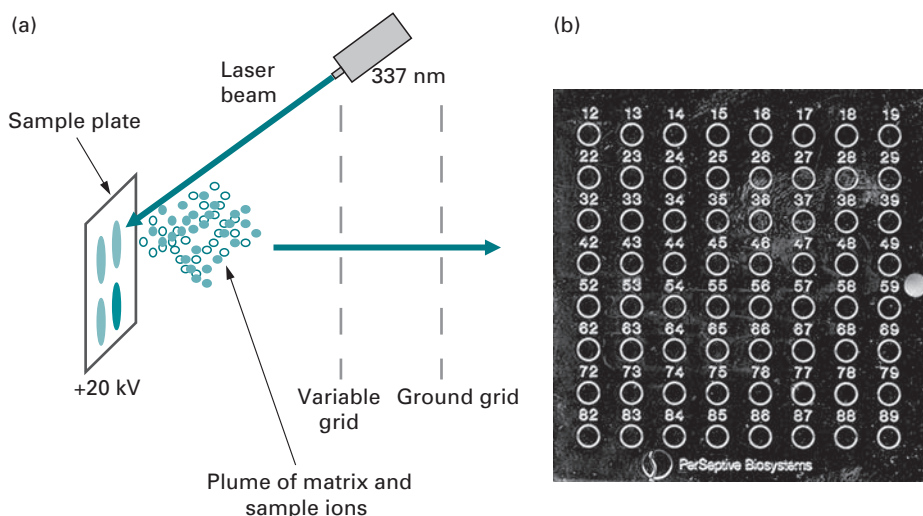 (a)
Laser
beam
337 nm
Sample plate
+20 kV
Variable
grid
Ground grid
Plume of matrix and
sample ions
(b)
12 13 14 15 16 17 18 19
22 23 24 25 26 27 28 29
32 33 34 35 36 37 38 39
42 43 44 45 46 47 48 49
52 53 54 55 56 57 58 59
62 63 64 65 66 67 68 69
72 73 74 75 76 77 78 79
82 83 84 85 86 87 88 89
PerSeptive Biosystems